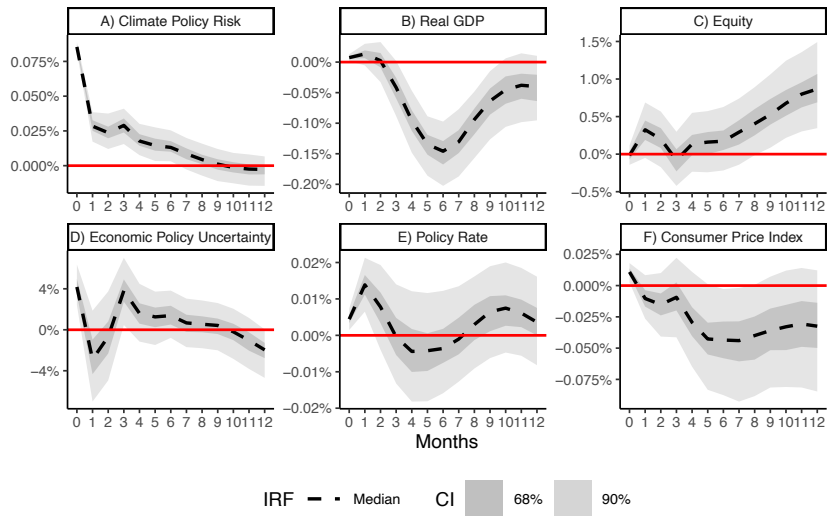 A) Climate Policy Risk
B) Real GDP
C) Equity
0.075%
0.050%
0.025%
0.000%
0 1 2 3 4 5 6 7 8 9 10 11 12
0.00%
−0.05%
−0.10%
−0.15%
−0.20%
0 1 2 3 4 5 6 7 8 9 10 11 12
1.5%
1.0%
0.5%
0.0%
−0.5%
0 1 2 3 4 5 6 7 8 9 10 11 12
D) Economic Policy Uncertainty
E) Policy Rate
F) Consumer Price Index
4%
0%
−4%
0 1 2 3 4 5 6 7 8 9 10 11 12
0.02%
0.01%
0.00%
−0.01%
−0.02%
0 1 2 3 4 5 6 7 8 9 10 11 12
0.025%
0.000%
−0.025%
−0.050%
−0.075%
0 1 2 3 4 5 6 7 8 9 10 11 12
Months
IRF Median CI 68% 90%